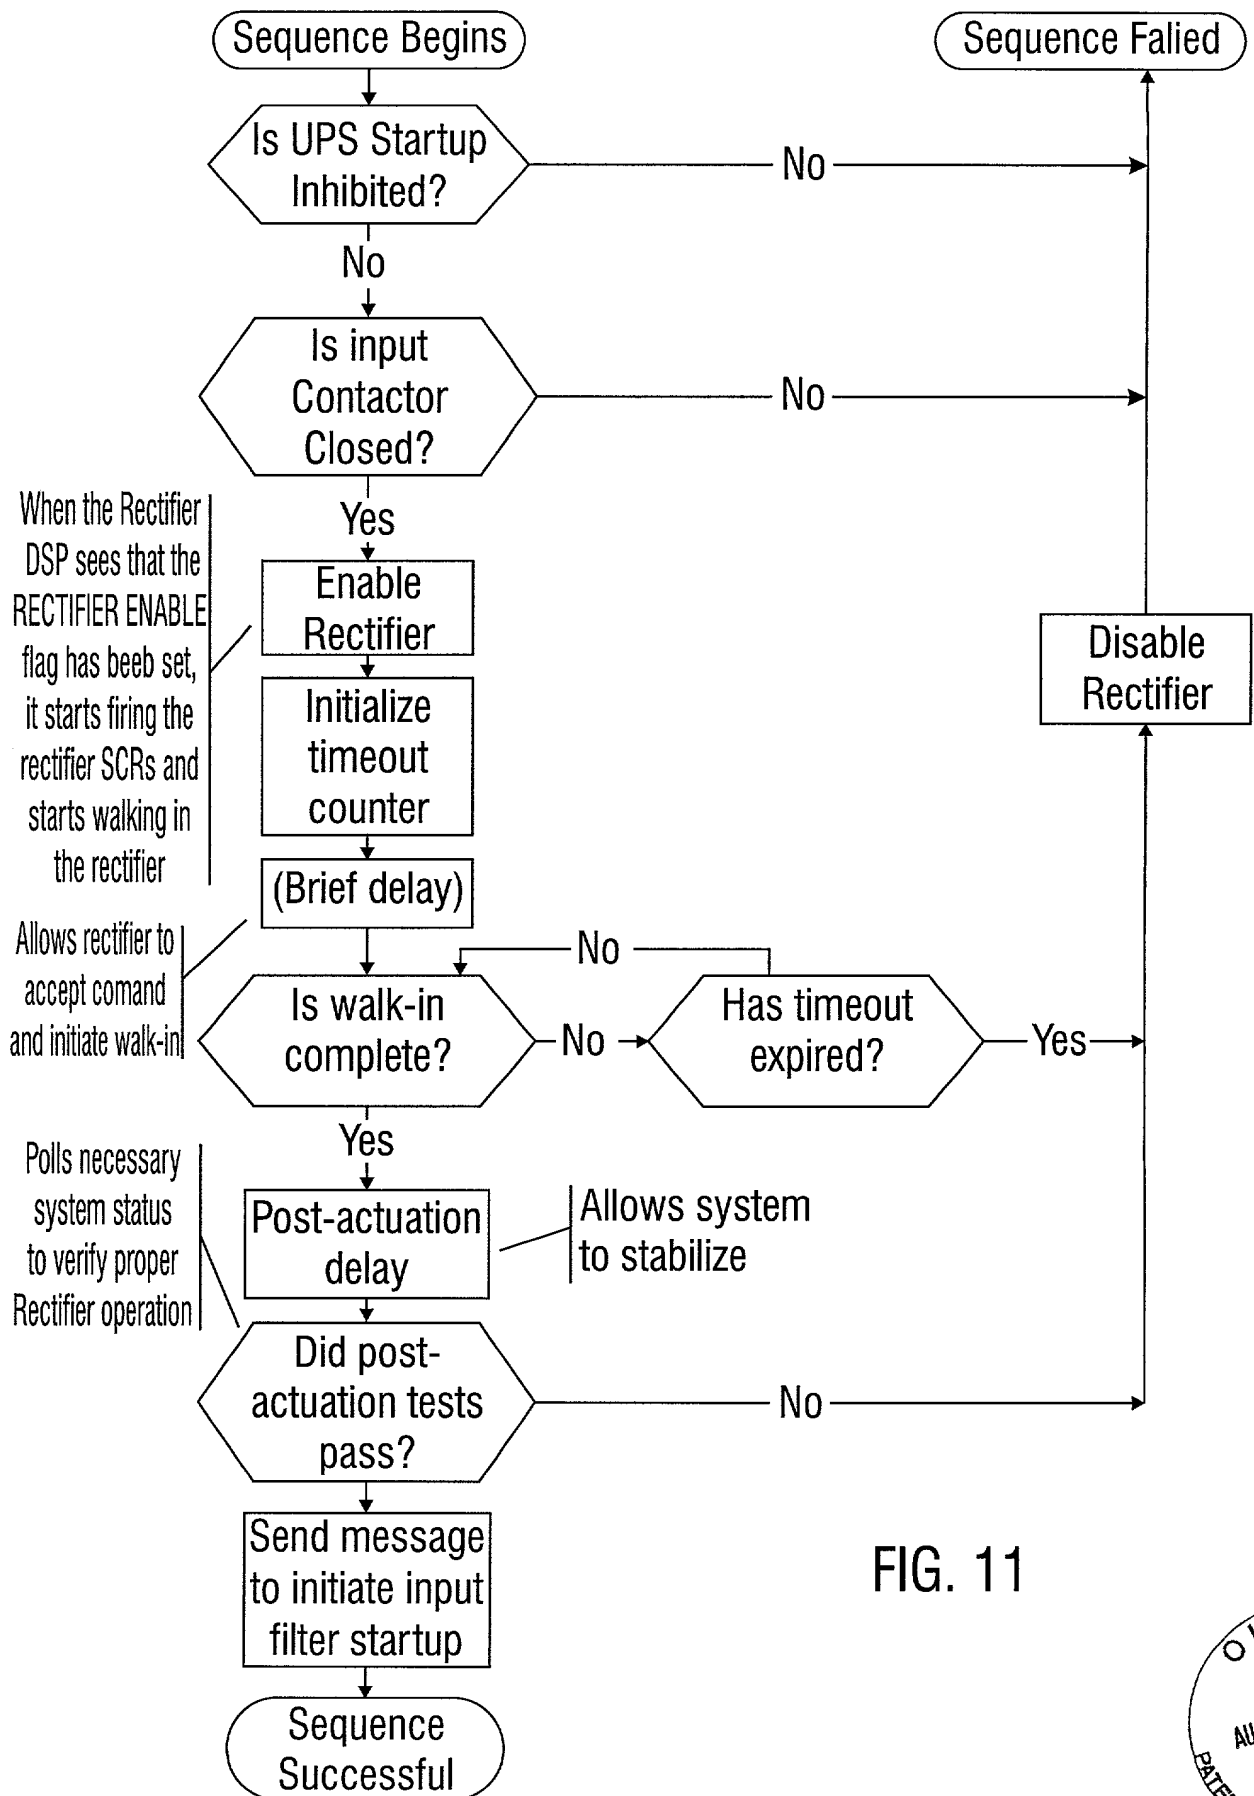 Sequence Begins
Sequence Falied
Is UPS Startup
Inhibited?
No
No
Is input
Contactor
Closed?
No
Yes
When the Rectifier
DSP sees that the
RECTIFIER ENABLE
flag has beeb set,
it starts firing the
rectifier SCRs and
starts walking in
the rectifier
Enable
Rectifier
Disable
Rectifier
Initialize
timeout
counter
(Brief delay)
Allows rectifier to
accept comand
and initiate walk-in
No
Is walk-in
complete?
No
Has timeout
expired?
Yes
Yes
Polls necessary
system status
to verify proper
Rectifier operation
Post-actuation
delay
Allows system
to stabilize
Did post-
actuation tests
pass?
No
Send message
to initiate input
filter startup
FIG. 11
Sequence
Successful